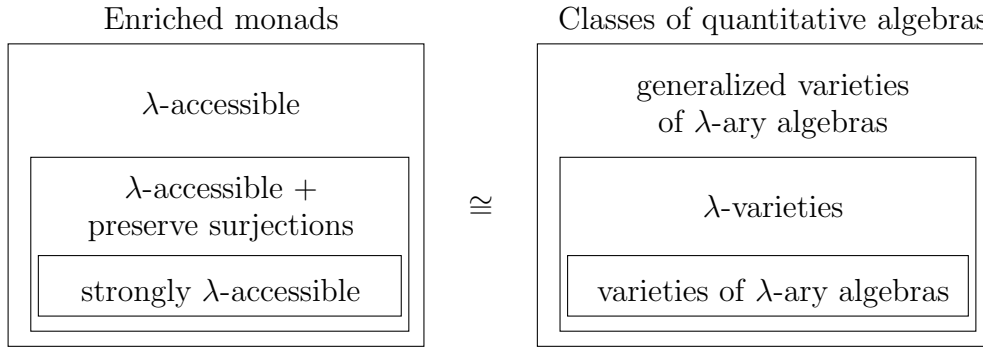 Enriched monads
λ-accessible
λ-accessible +
preserve surjections
strongly λ-accessible
≅
Classes of quantitative algebras
generalized varieties
of λ-ary algebras
λ-varieties
varieties of λ-ary algebras